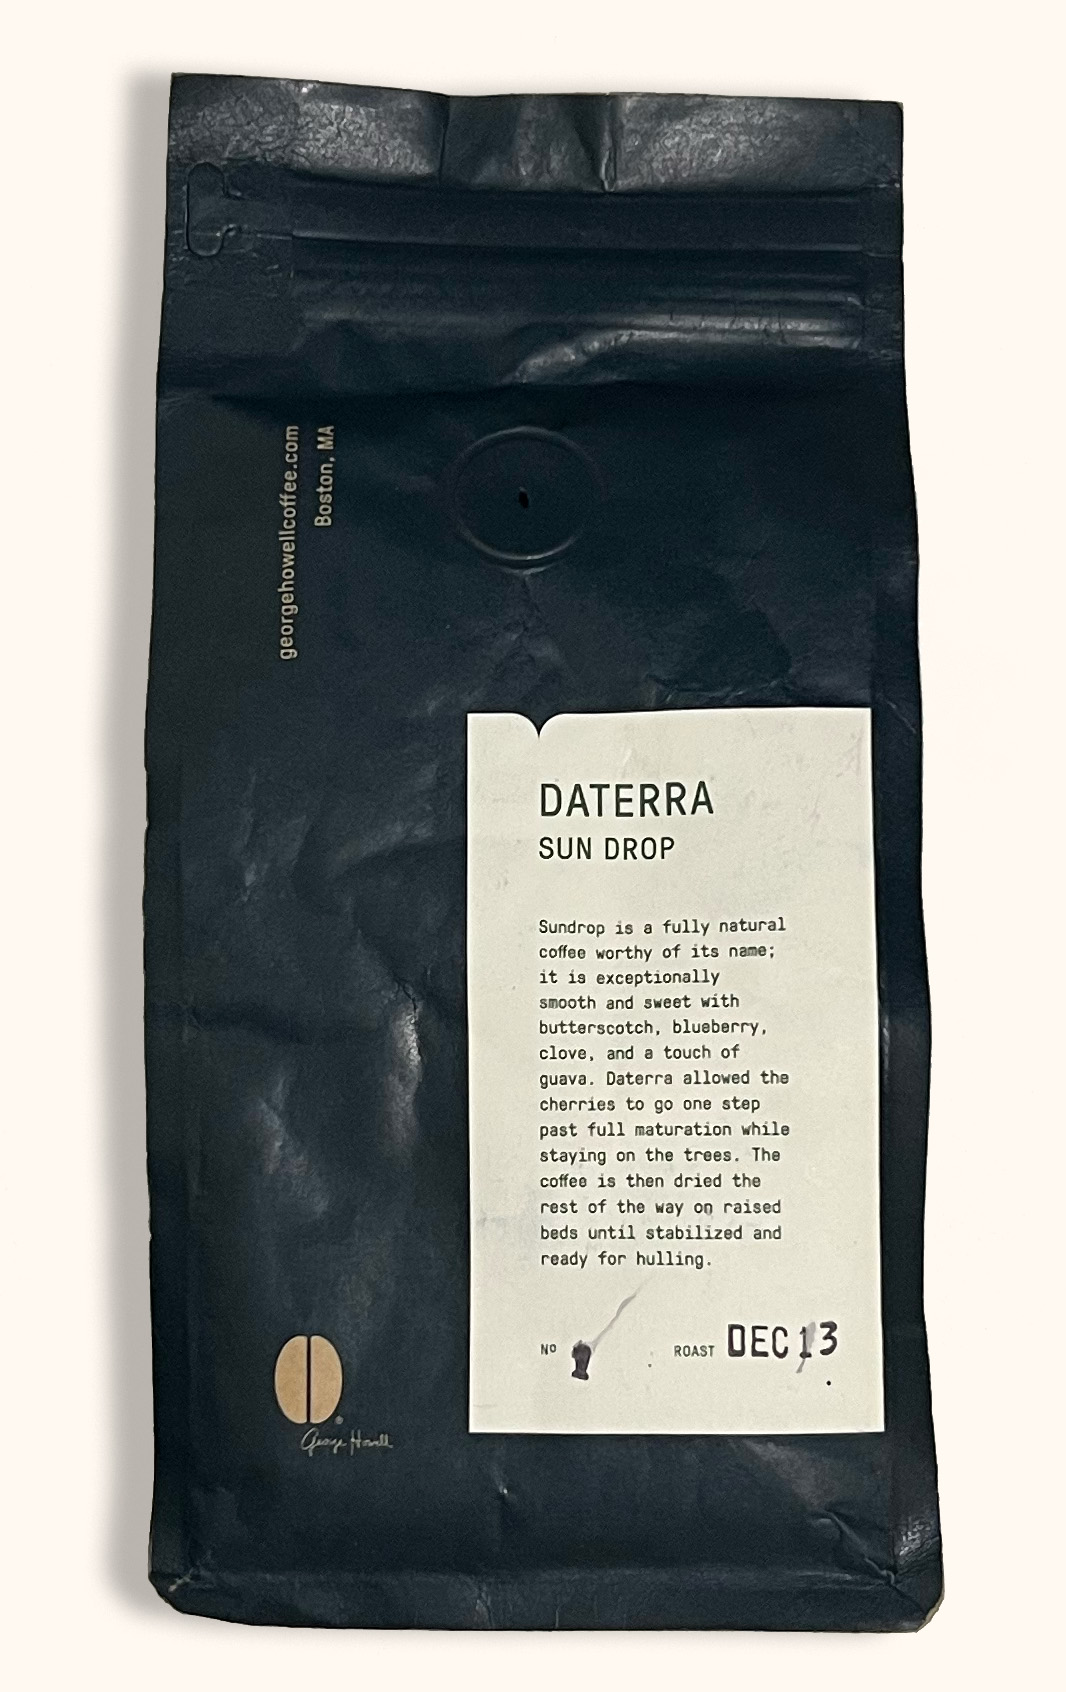 georgehowellcoffee.com
Boston, MA
DATERRA
SUN DROP
Sundrop is a fully natural
coffee worthy of its name;
it is exceptionally
smooth and sweet with
butterscotch, blueberry,
clove, and a touch of
guava. Daterra allowed the
cherries to go one step
past full maturation while
staying on the trees. The
coffee is then dried the
rest of the way on raised
beds until stabilized and
ready for hulling.
Nº
ROAST DEC 13
®
George Howell